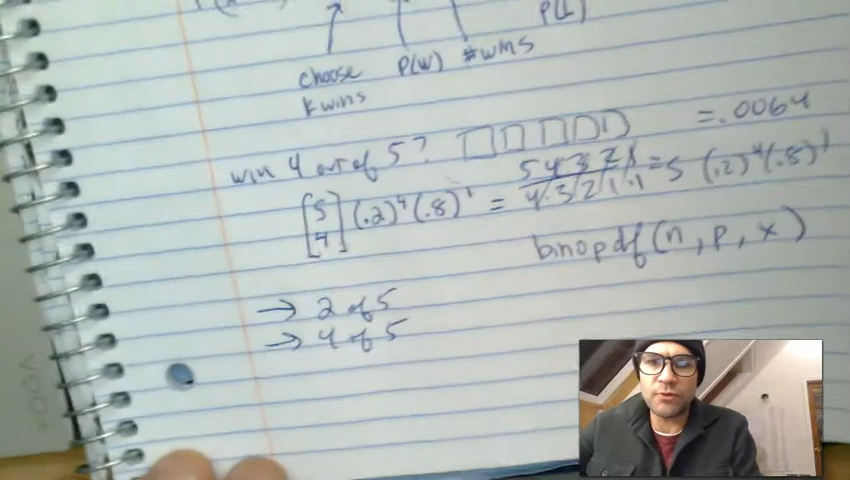 P(L)
choose P(W) #wins
k wins
win 4 out of 5? = .0064
[5 4] (.2)^4 (.8)^1 = 5 4 3 2 1 / 4·3·2·1·1 = 5 (.2)^4 (.8)^1
binopdf(n, p, x)
→ 2 of 5
→ 4 of 5
YOGA